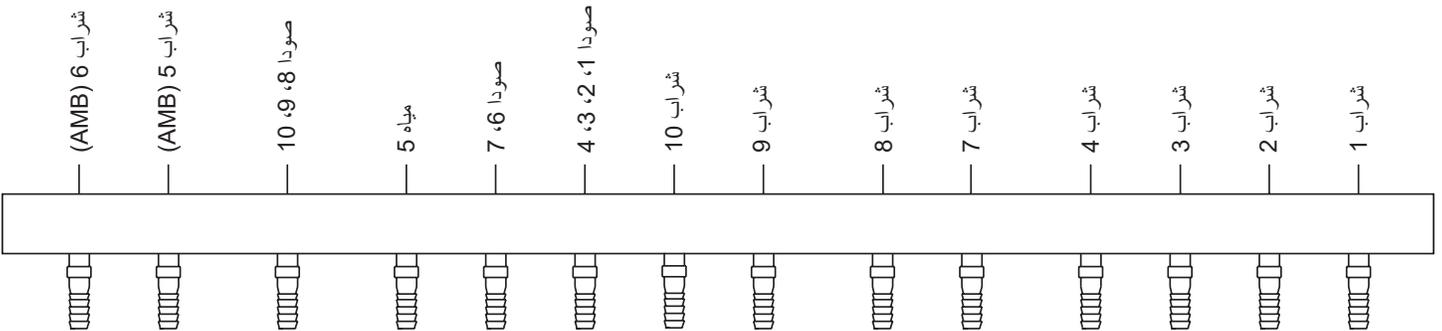 شراب 6 (AMB)
شراب 5 (AMB)
صودا 8، 9، 10
مياه 5
صودا 6، 7
صودا 1، 2، 3، 4
شراب 10
شراب 9
شراب 8
شراب 7
شراب 4
شراب 3
شراب 2
شراب 1